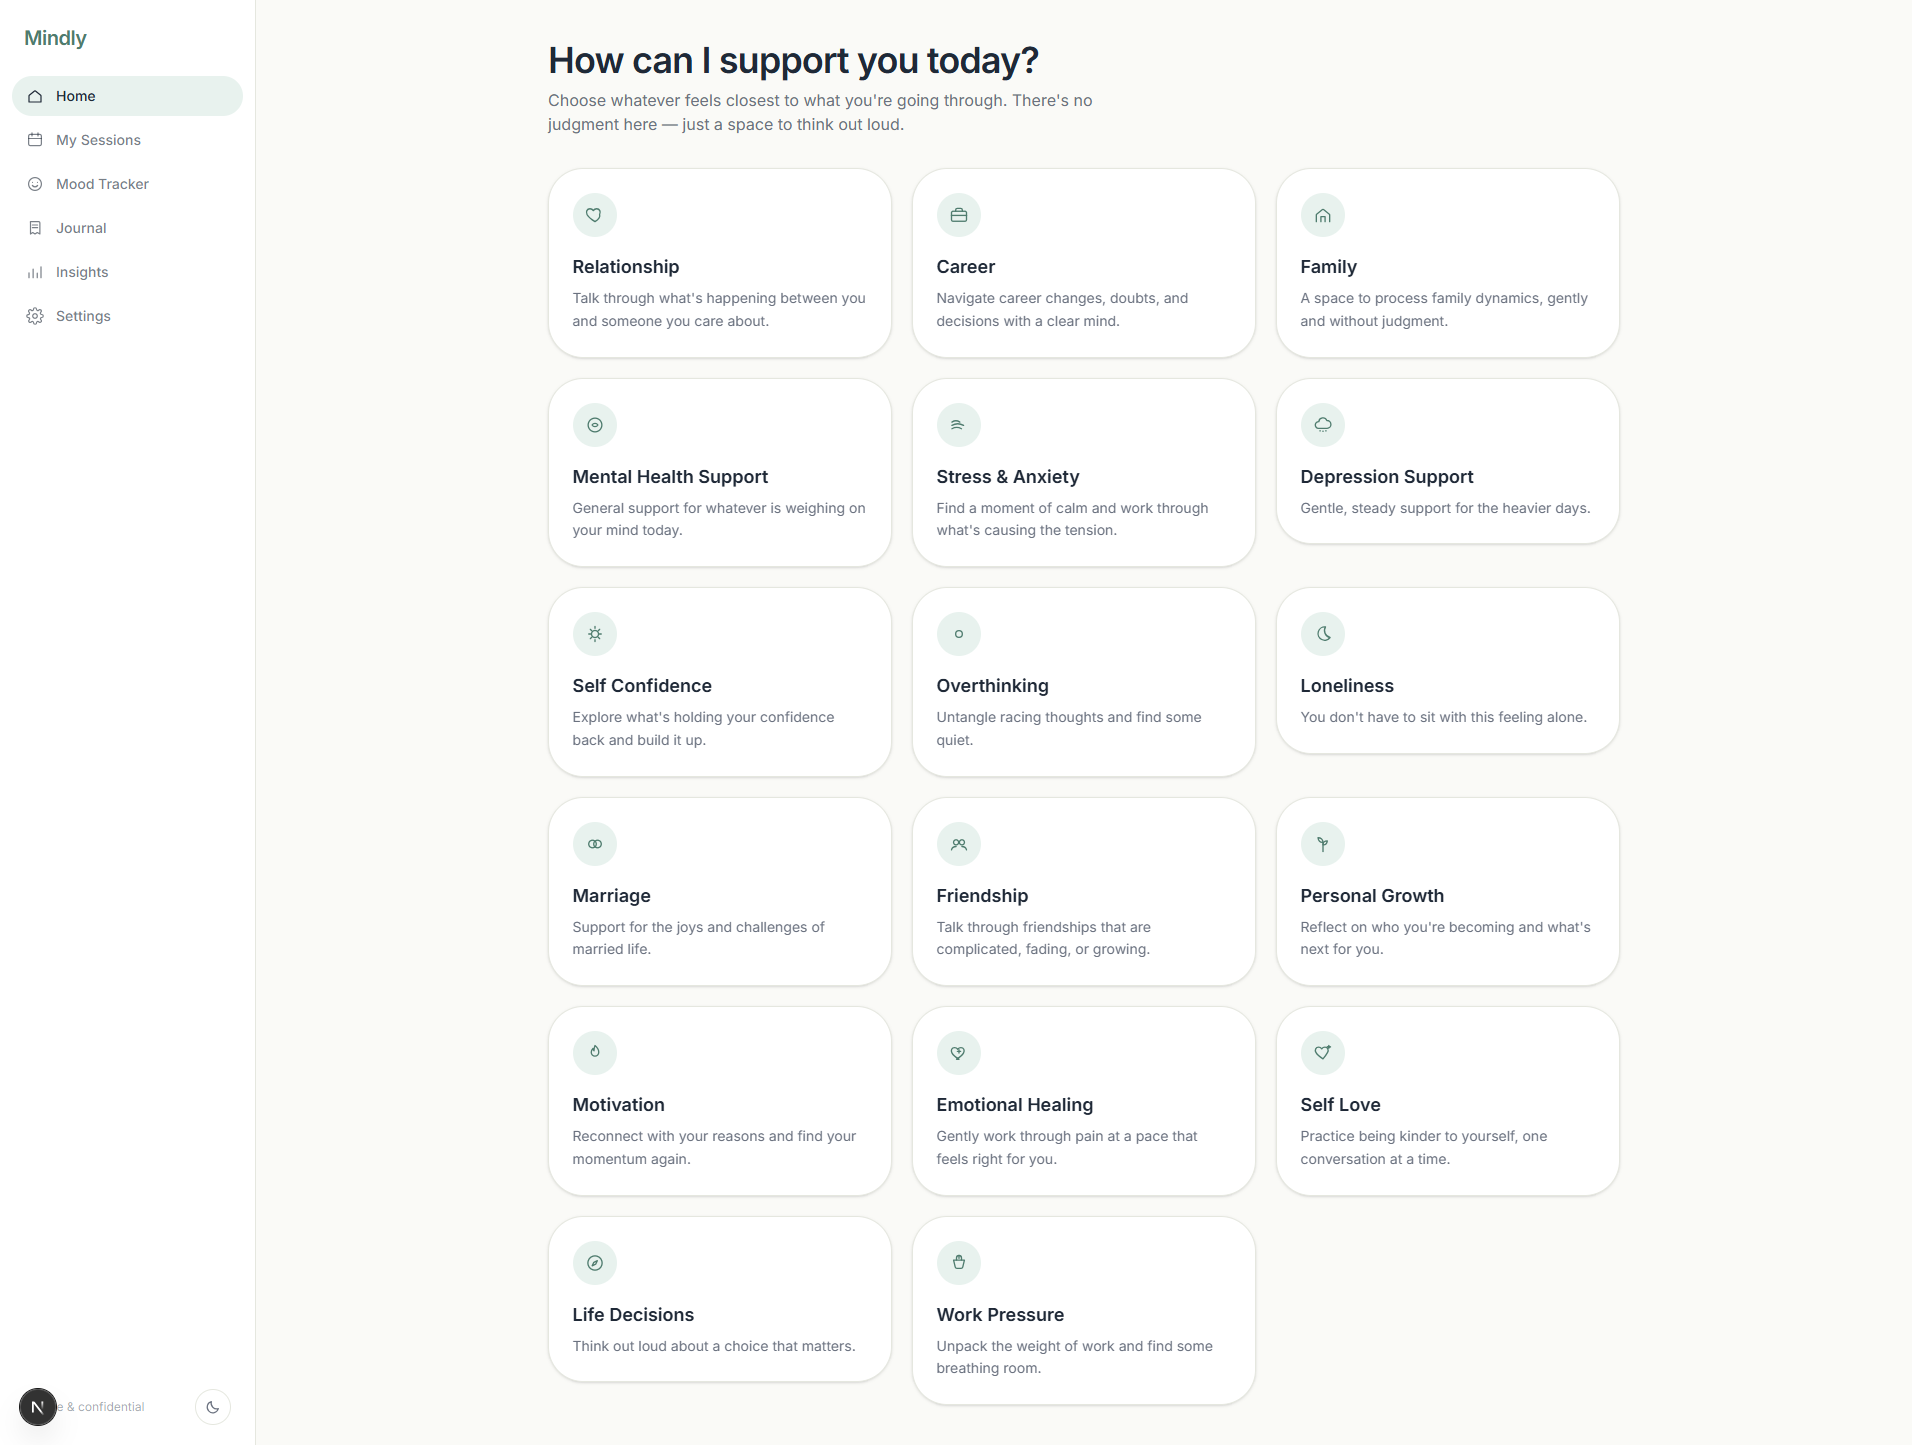 Mindly
Home
My Sessions
Mood Tracker
Journal
Insights
Settings
How can I support you today?
Choose whatever feels closest to what you're going through. There's no
judgment here — just a space to think out loud.
Relationship
Talk through what's happening between you
and someone you care about.
Career
Navigate career changes, doubts, and
decisions with a clear mind.
Family
A space to process family dynamics, gently
and without judgment.
Mental Health Support
General support for whatever is weighing on
your mind today.
Stress & Anxiety
Find a moment of calm and work through
what's causing the tension.
Depression Support
Gentle, steady support for the heavier days.
Self Confidence
Explore what's holding your confidence
back and build it up.
Overthinking
Untangle racing thoughts and find some
quiet.
Loneliness
You don't have to sit with this feeling alone.
Marriage
Support for the joys and challenges of
married life.
Friendship
Talk through friendships that are
complicated, fading, or growing.
Personal Growth
Reflect on who you're becoming and what's
next for you.
Motivation
Reconnect with your reasons and find your
momentum again.
Emotional Healing
Gently work through pain at a pace that
feels right for you.
Self Love
Practice being kinder to yourself, one
conversation at a time.
Life Decisions
Think out loud about a choice that matters.
Work Pressure
Unpack the weight of work and find some
breathing room.
N
& confidential